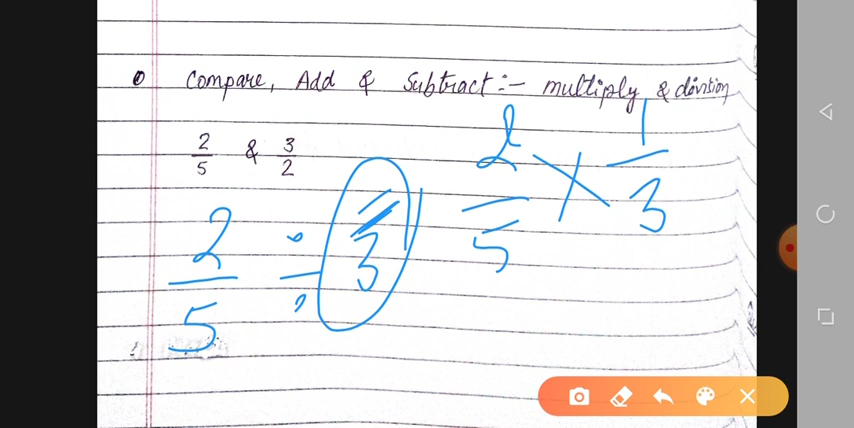 Compare, Add & Subtract :- multiply & division
2/5 & 3/2
2/5 ÷ 3
2/5 × 1/3